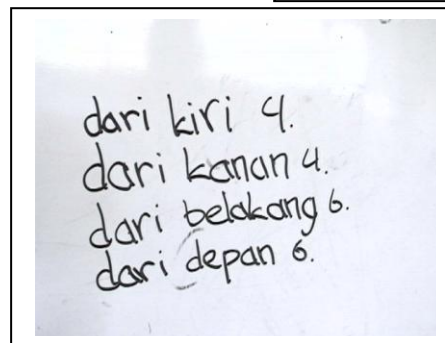 dari kiri 4.
dari kanan 4.
dari belakang 6.
dari depan 6.